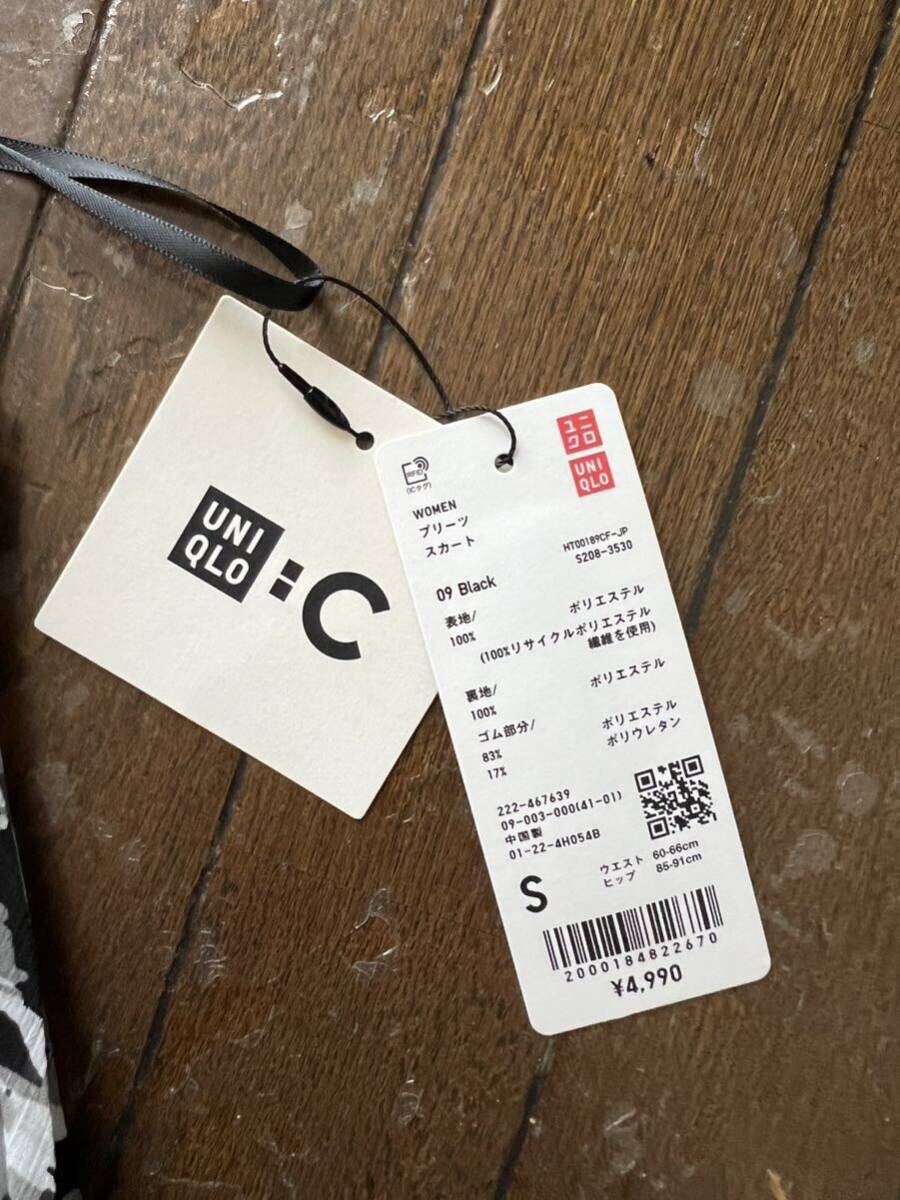 UNI
QLO
:C
ユニ
クロ
UNI
QLO
RFID
(ICタグ)
WOMEN
プリーツ
スカート
HT00189CF-JP
S208-3530
09 Black
表地/ ポリエステル
100%
(100%リサイクルポリエステル
繊維を使用)
裏地/ ポリエステル
100%
ゴム部分/ ポリエステル
83% ポリウレタン
17%
222-467639
09-003-000(41-01)
中国製
01-22-4H054B
S
ウエスト 60-66cm
ヒップ 85-91cm
2000184822670
¥4,990